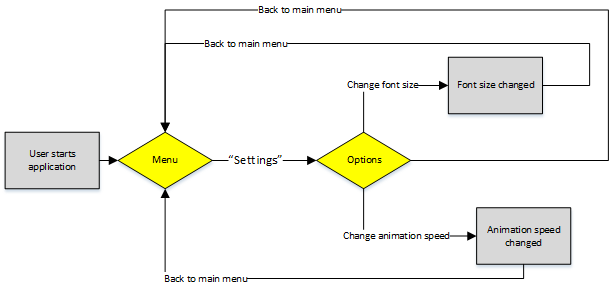 Back to main menu
Back to main menu
Change font size
Font size changed
User starts
application
Menu
“Settings”
Options
Change animation speed
Animation speed
changed
Back to main menu